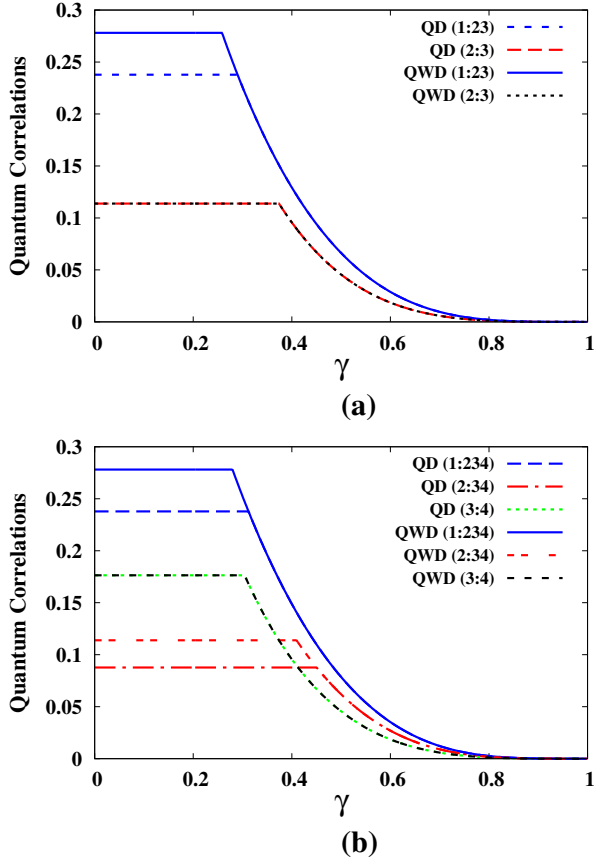 0.3
0.25
0.2
0.15
0.1
0.05
0
Quantum Correlations
QD (1:23)
QD (2:3)
QWD (1:23)
QWD (2:3)
0 0.2 0.4 0.6 0.8 1
γ
(a)
0.3
0.25
0.2
0.15
0.1
0.05
0
Quantum Correlations
QD (1:234)
QD (2:34)
QD (3:4)
QWD (1:234)
QWD (2:34)
QWD (3:4)
0 0.2 0.4 0.6 0.8 1
γ
(b)